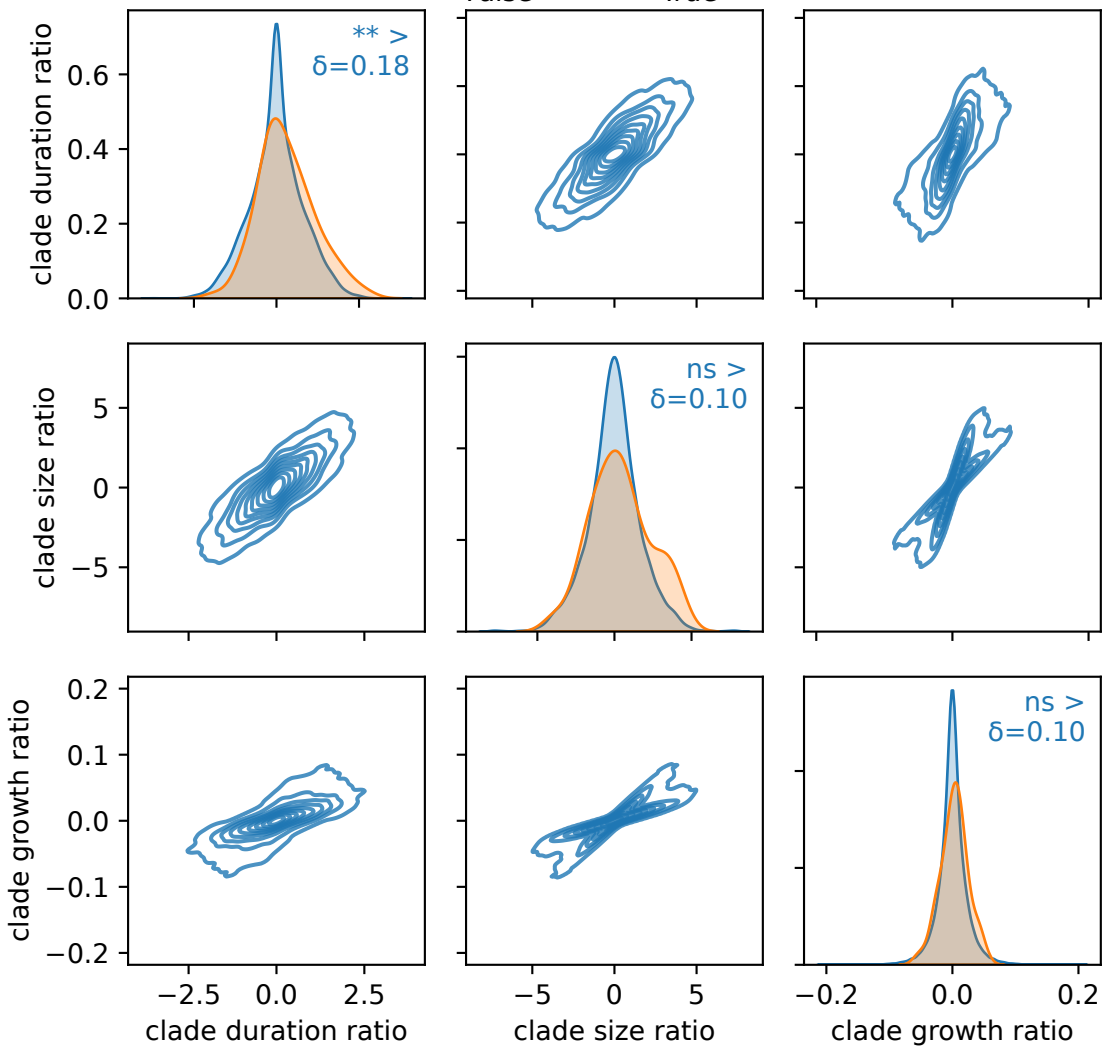 ** >
δ=0.18
clade duration ratio
0.6
0.4
0.2
0.0
ns >
δ=0.10
clade size ratio
5
0
−5
ns >
δ=0.10
clade growth ratio
0.2
0.1
0.0
−0.1
−0.2
−2.5 0.0 2.5
−5 0 5
−0.2 0.0 0.2
clade duration ratio
clade size ratio
clade growth ratio